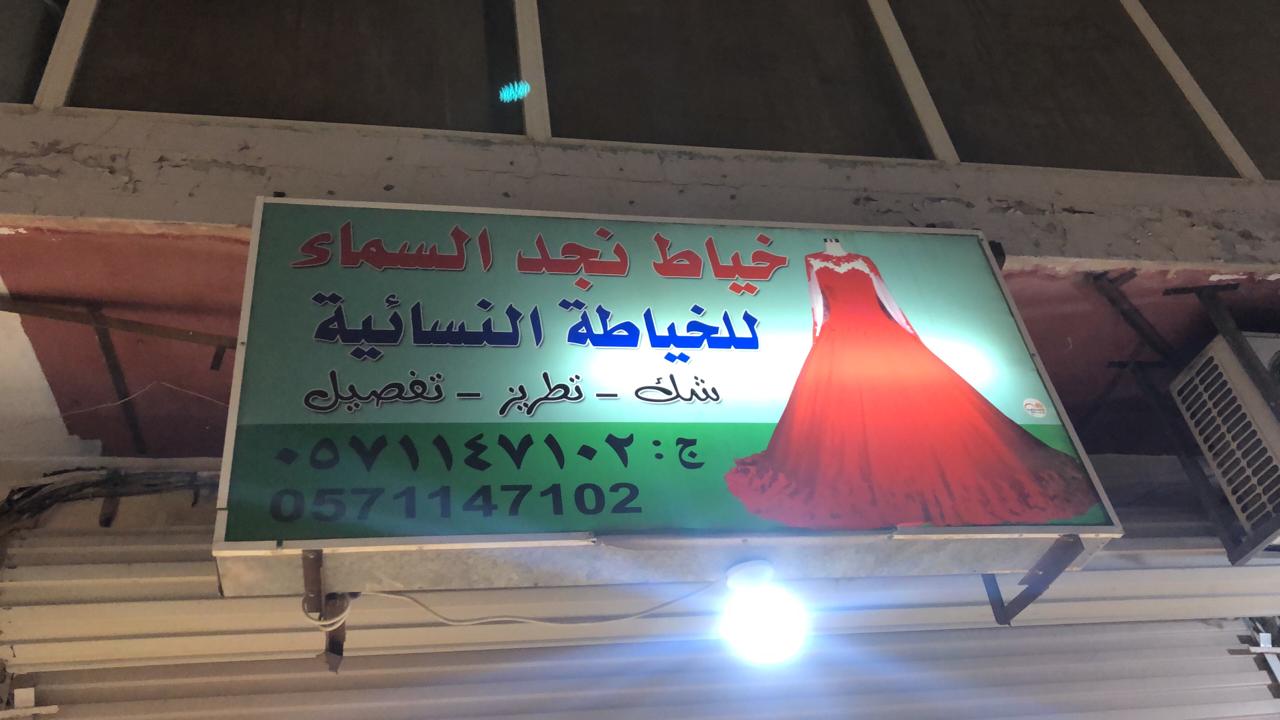 خياط نجد السماء
للخياطة النسائية
شك - تطريز - تفصيل
ج : ٠٥٧١١٤٧١٠٢
0571147102